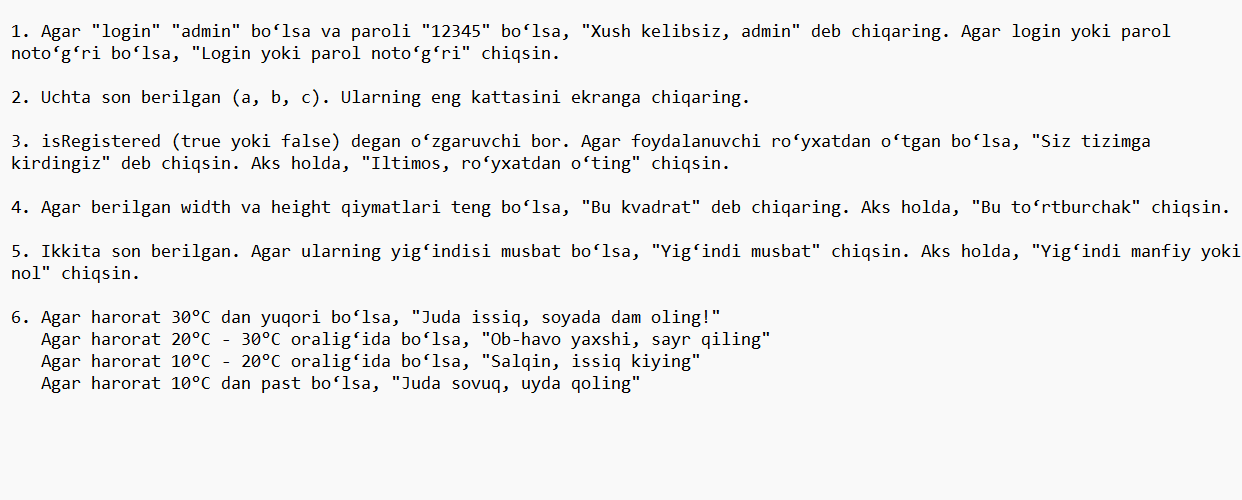 1. Agar "login" "admin" boʻlsa va paroli "12345" boʻlsa, "Xush kelibsiz, admin" deb chiqaring. Agar login yoki parol
notoʻgʻri boʻlsa, "Login yoki parol notoʻgʻri" chiqsin.
2. Uchta son berilgan (a, b, c). Ularning eng kattasini ekranga chiqaring.
3. isRegistered (true yoki false) degan oʻzgaruvchi bor. Agar foydalanuvchi roʻyxatdan oʻtgan boʻlsa, "Siz tizimga
kirdingiz" deb chiqsin. Aks holda, "Iltimos, roʻyxatdan oʻting" chiqsin.
4. Agar berilgan width va height qiymatlari teng boʻlsa, "Bu kvadrat" deb chiqaring. Aks holda, "Bu toʻrtburchak" chiqsin.
5. Ikkita son berilgan. Agar ularning yigʻindisi musbat boʻlsa, "Yigʻindi musbat" chiqsin. Aks holda, "Yigʻindi manfiy yoki
nol" chiqsin.
6. Agar harorat 30°C dan yuqori boʻlsa, "Juda issiq, soyada dam oling!"
Agar harorat 20°C - 30°C oraligʻida boʻlsa, "Ob-havo yaxshi, sayr qiling"
Agar harorat 10°C - 20°C oraligʻida boʻlsa, "Salqin, issiq kiying"
Agar harorat 10°C dan past boʻlsa, "Juda sovuq, uyda qoling"